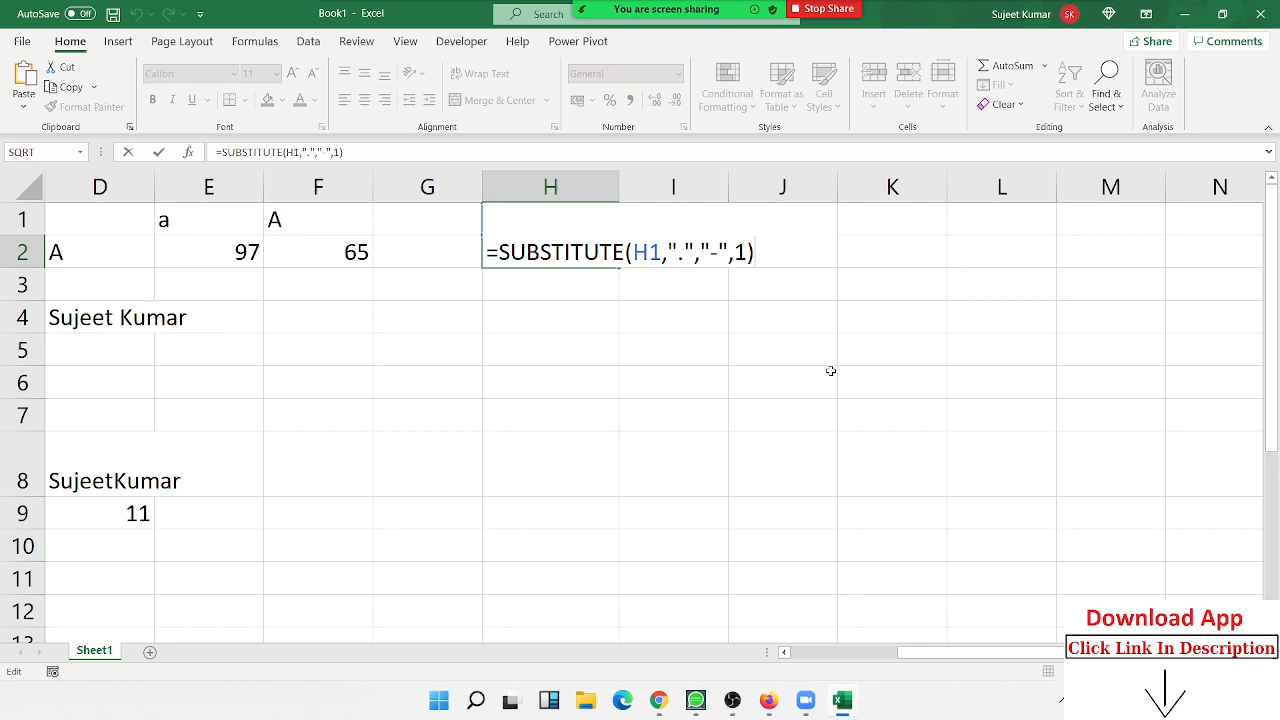 AutoSave Off Book1 - Excel Search You are screen sharing Stop Share Sujeet Kumar SK
File Home Insert Page Layout Formulas Data Review View Developer Help Power Pivot Share Comments
Paste Cut Copy Format Painter
Clipboard
Calibri 11
B I U A
Font
Wrap Text
Merge & Center
Alignment
General
%
Number
Conditional Formatting Format as Table Cell Styles
Styles
Insert Delete Format
Cells
AutoSum
Fill
Clear
Sort & Filter Find & Select
Editing
Analyze Data
Analysis
SQRT fx =SUBSTITUTE(H1,".","-",1)
D E F G H I J K L M N
1 a A
2 A 97 65 =SUBSTITUTE(H1,".","-",1)
3
4 Sujeet Kumar
5
6
7
8 SujeetKumar
9 11
10
11
12
13
Download App
Click Link In Description
Sheet1
Edit